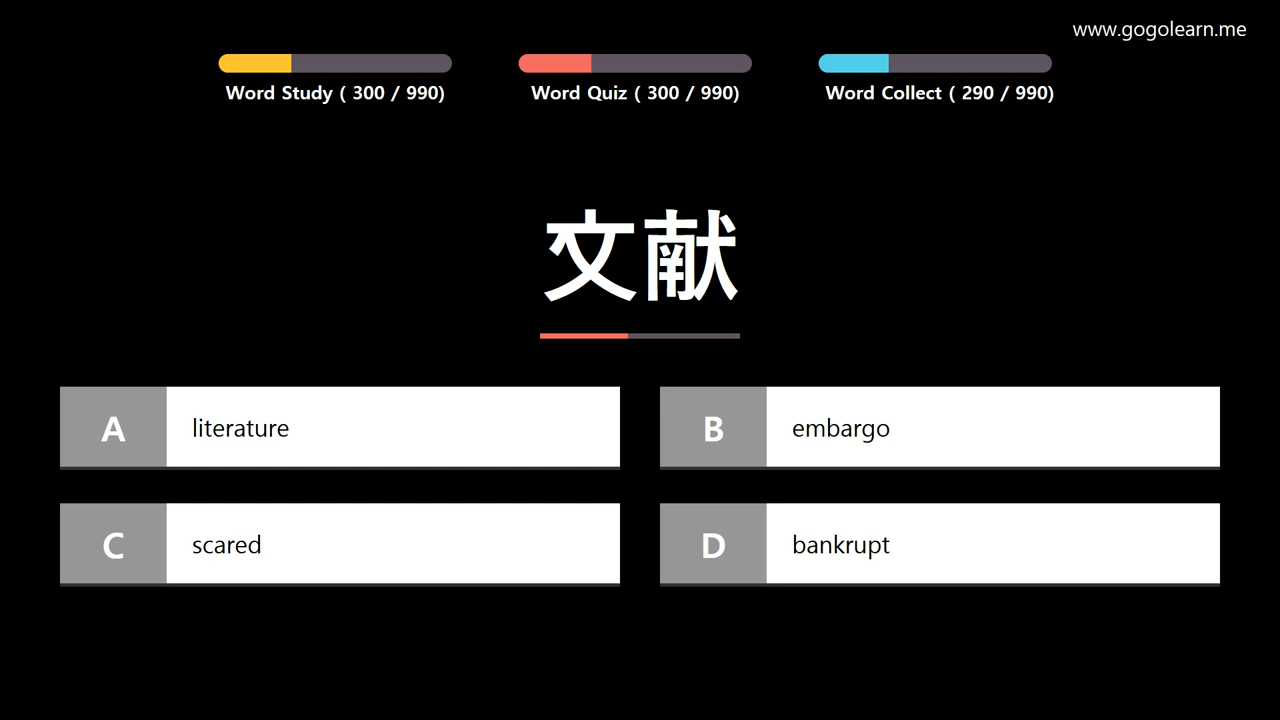 www.gogolearn.me
Word Study ( 300 / 990)
Word Quiz ( 300 / 990)
Word Collect ( 290 / 990)
文献
A literature
B embargo
C scared
D bankrupt